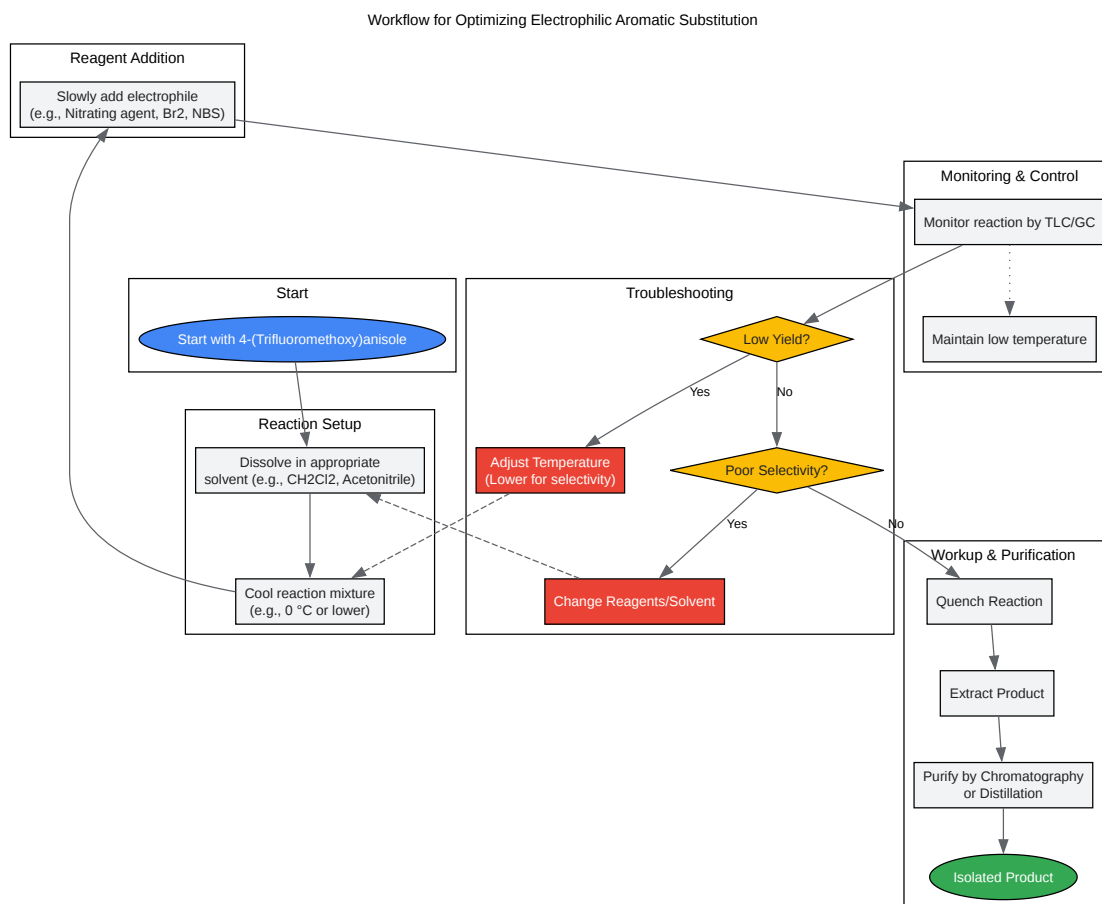 Workflow for Optimizing Electrophilic Aromatic Substitution
Reagent Addition
Slowly add electrophile
(e.g., Nitrating agent, Br2, NBS)
Monitoring & Control
Monitor reaction by TLC/GC
Maintain low temperature
Start
Start with 4-(Trifluoromethoxy)anisole
Troubleshooting
Low Yield?
Yes
No
Reaction Setup
Dissolve in appropriate
solvent (e.g., CH2Cl2, Acetonitrile)
Adjust Temperature
(Lower for selectivity)
Poor Selectivity?
Yes
No
Cool reaction mixture
(e.g., 0 °C or lower)
Change Reagents/Solvent
Workup & Purification
Quench Reaction
Extract Product
Purify by Chromatography
or Distillation
Isolated Product